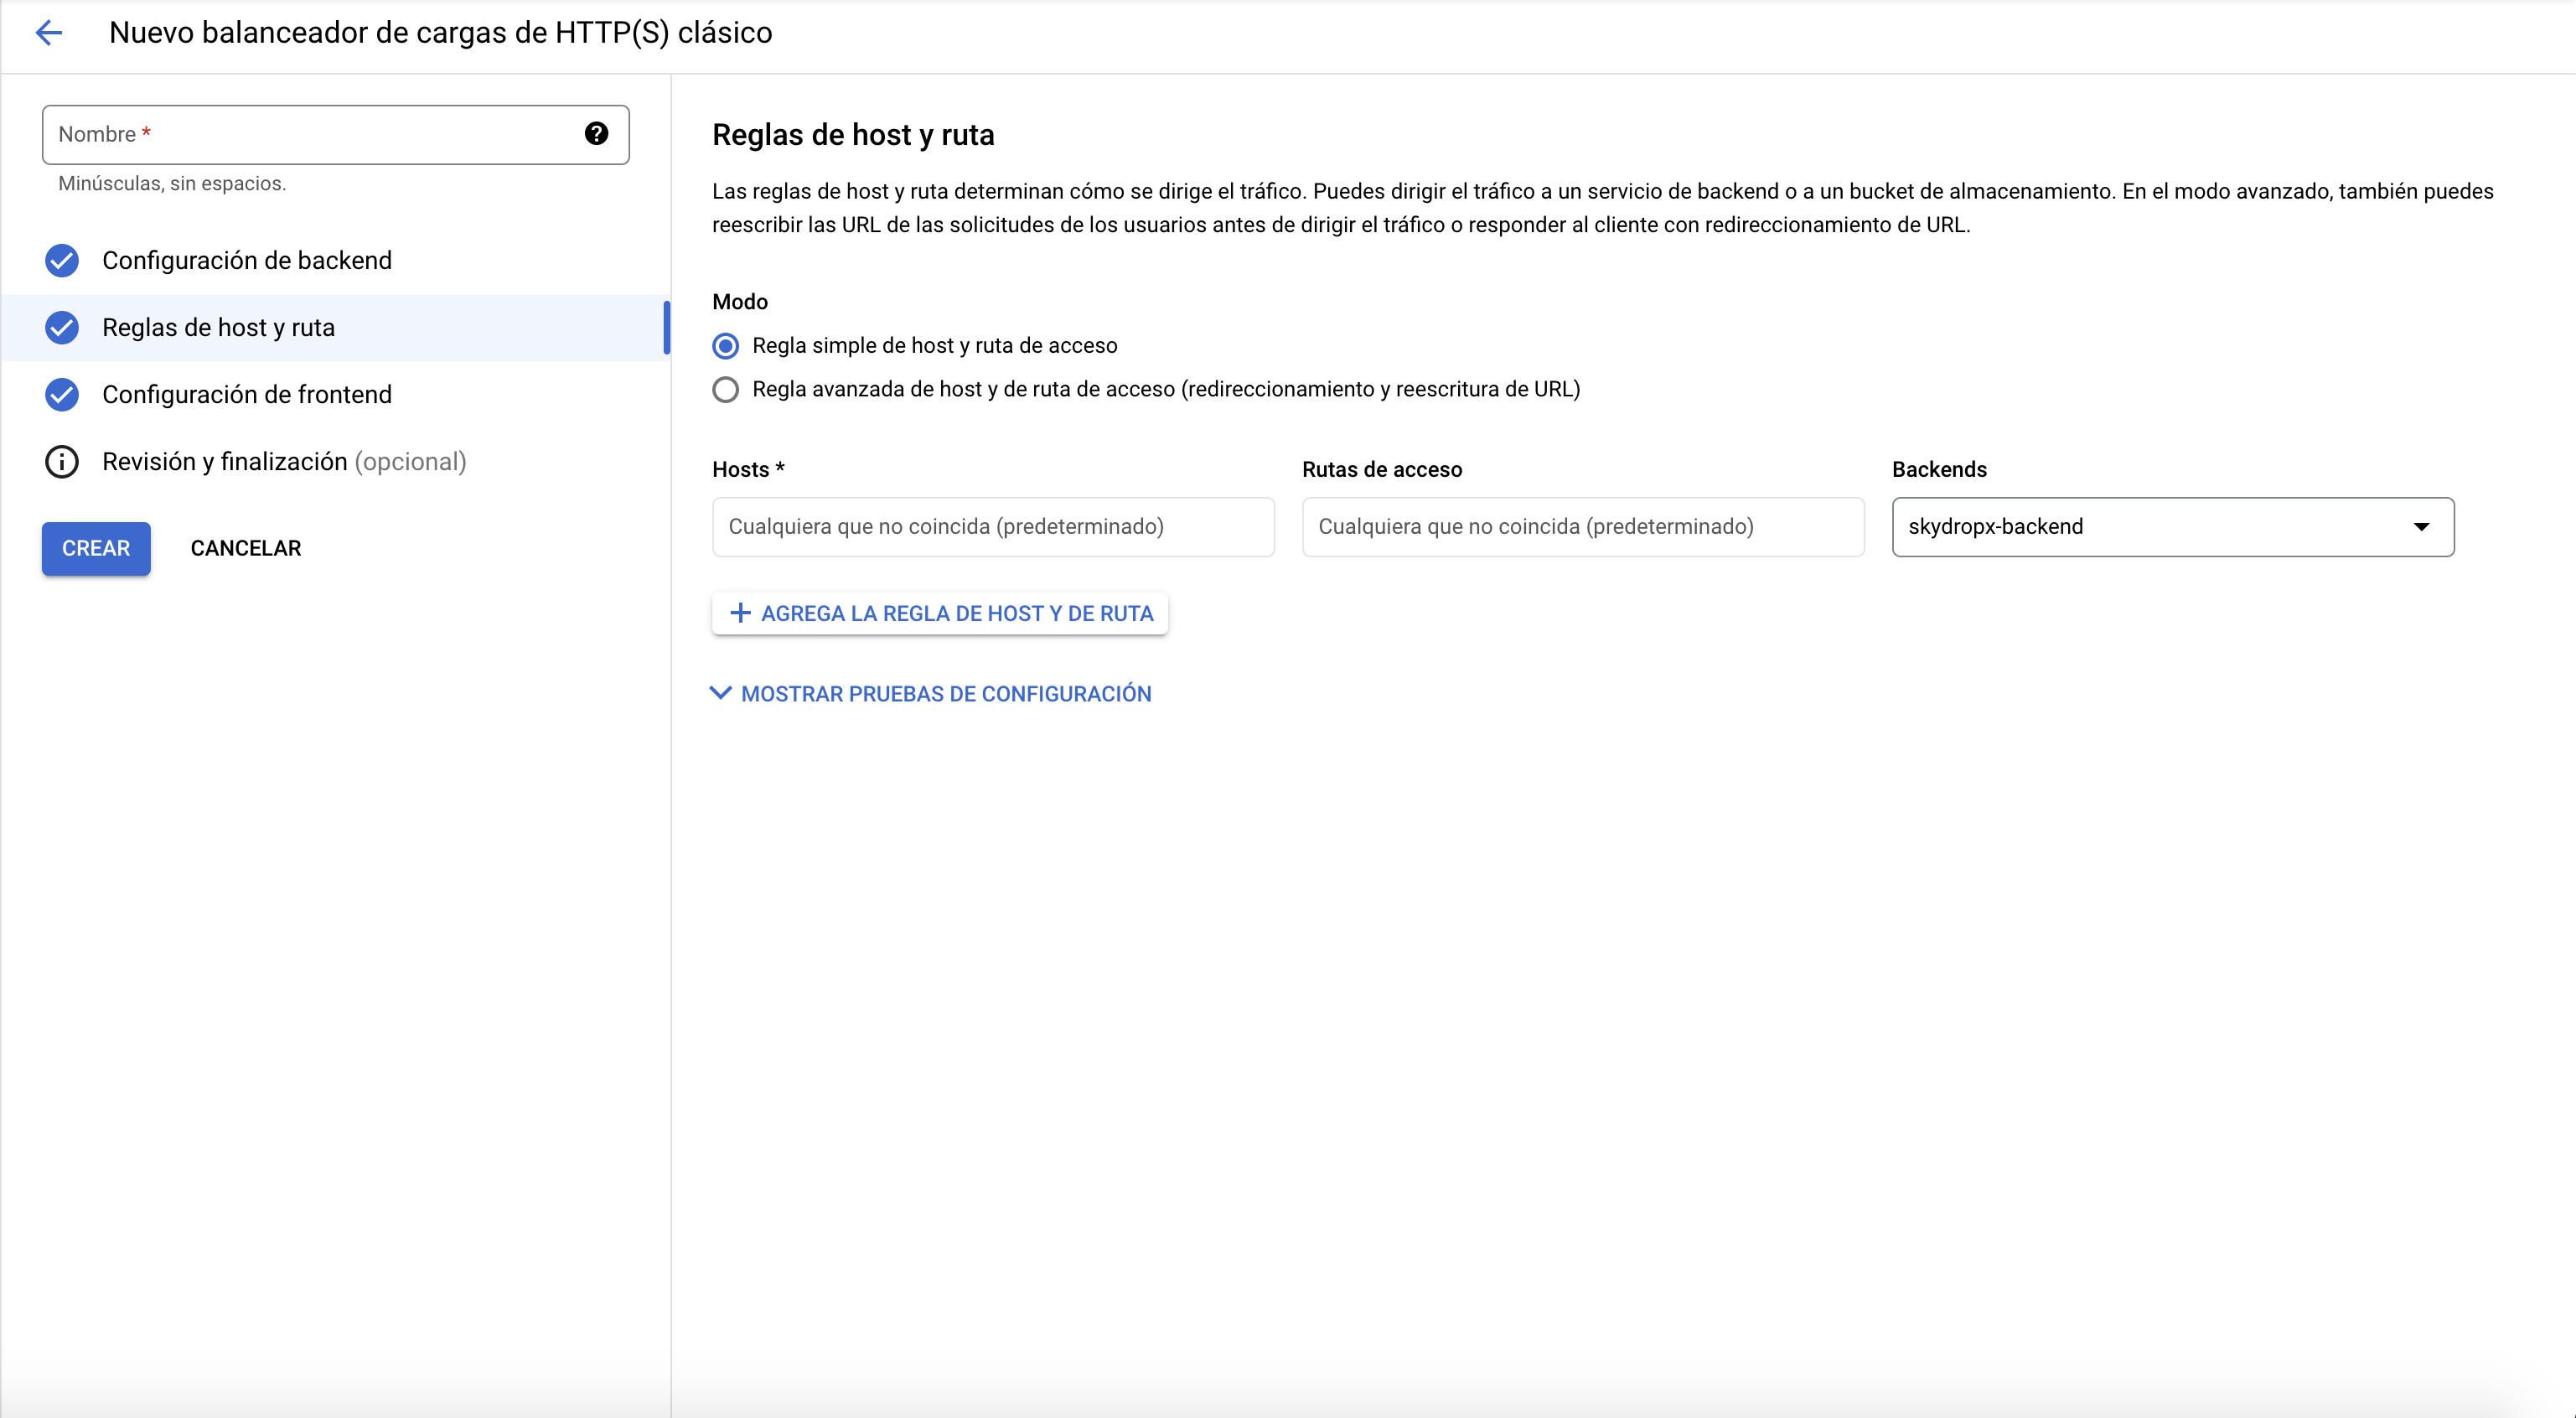 Nuevo balanceador de cargas de HTTP(S) clásico
Nombre *
Minúsculas, sin espacios.
Configuración de backend
Reglas de host y ruta
Configuración de frontend
Revisión y finalización (opcional)
CREAR
CANCELAR
Reglas de host y ruta
Las reglas de host y ruta determinan cómo se dirige el tráfico. Puedes dirigir el tráfico a un servicio de backend o a un bucket de almacenamiento. En el modo avanzado, también puedes
reescribir las URL de las solicitudes de los usuarios antes de dirigir el tráfico o responder al cliente con redireccionamiento de URL.
Modo
Regla simple de host y ruta de acceso
Regla avanzada de host y de ruta de acceso (redireccionamiento y reescritura de URL)
Hosts *
Rutas de acceso
Backends
Cualquiera que no coincida (predeterminado)
Cualquiera que no coincida (predeterminado)
skydropx-backend
AGREGA LA REGLA DE HOST Y DE RUTA
MOSTRAR PRUEBAS DE CONFIGURACIÓN